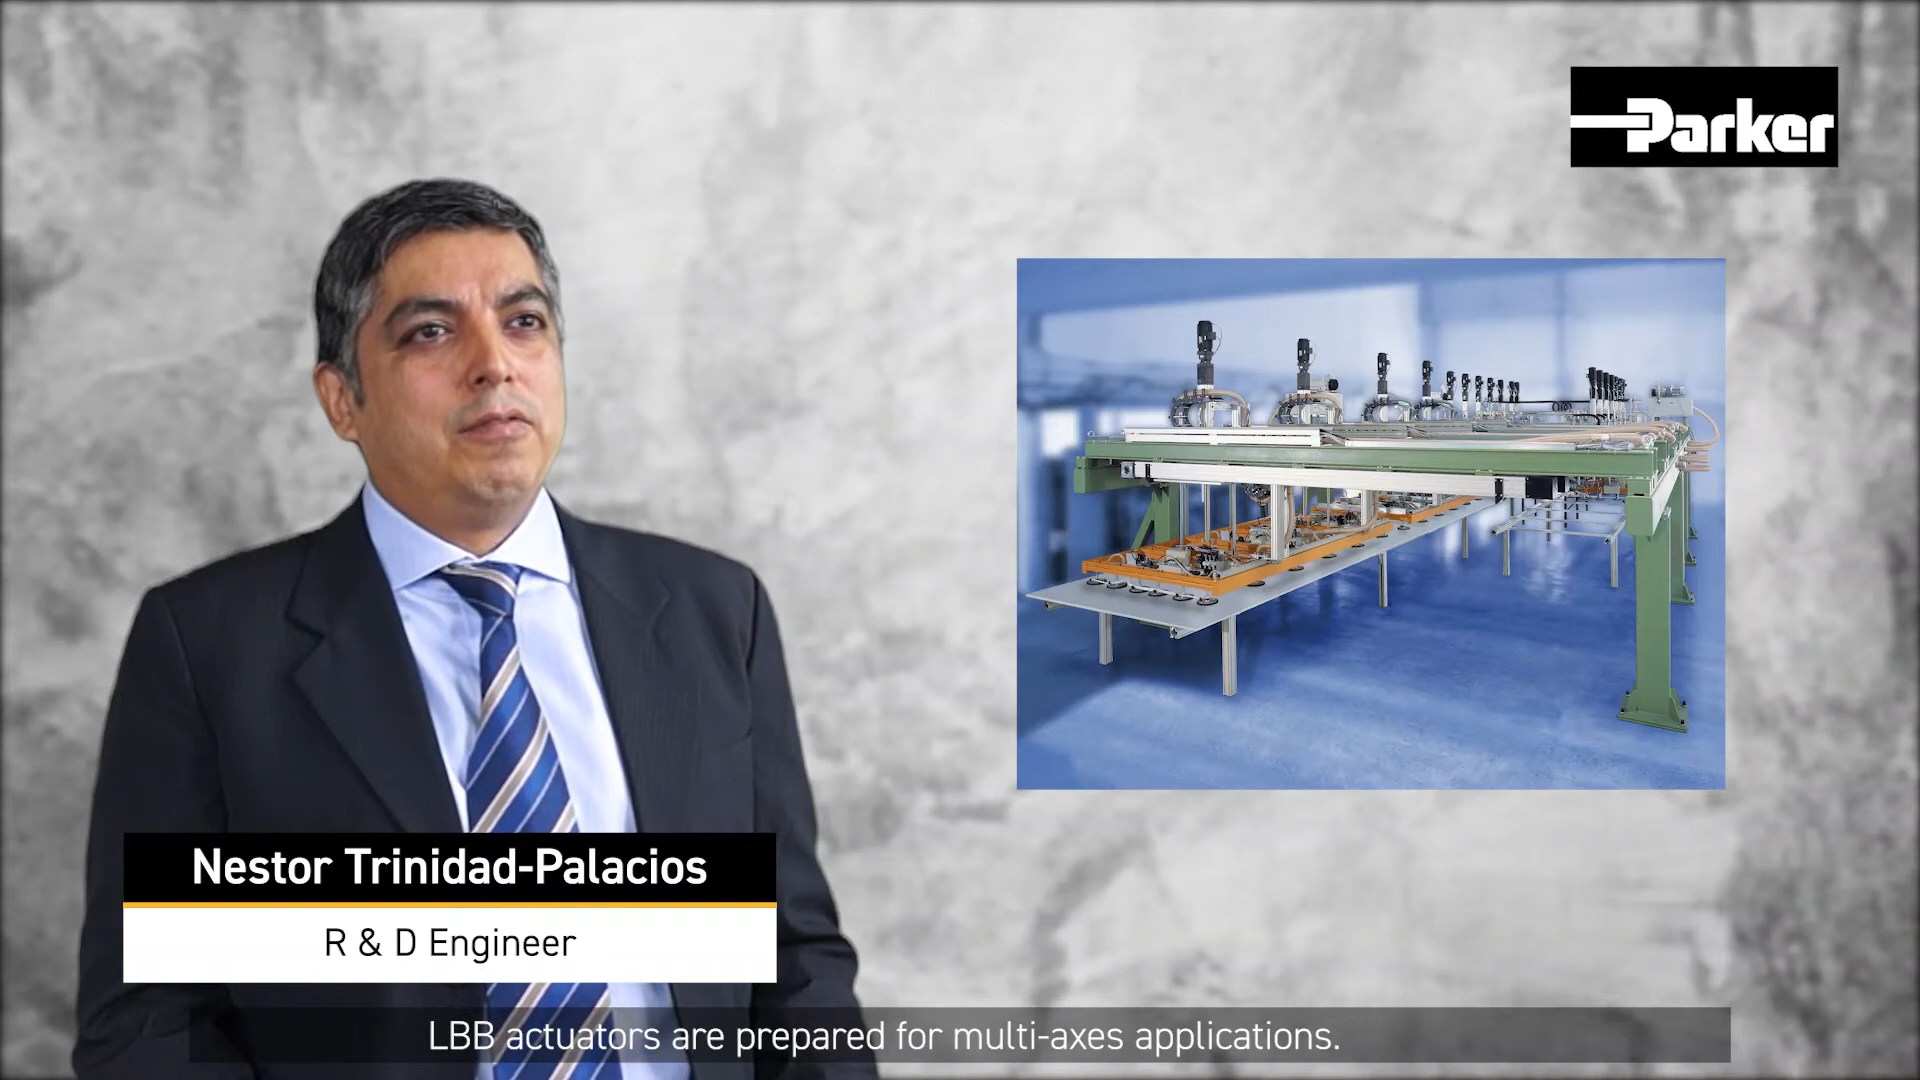 Parker
Nestor Trinidad-Palacios
R & D Engineer
LBB actuators are prepared for multi-axes applications.